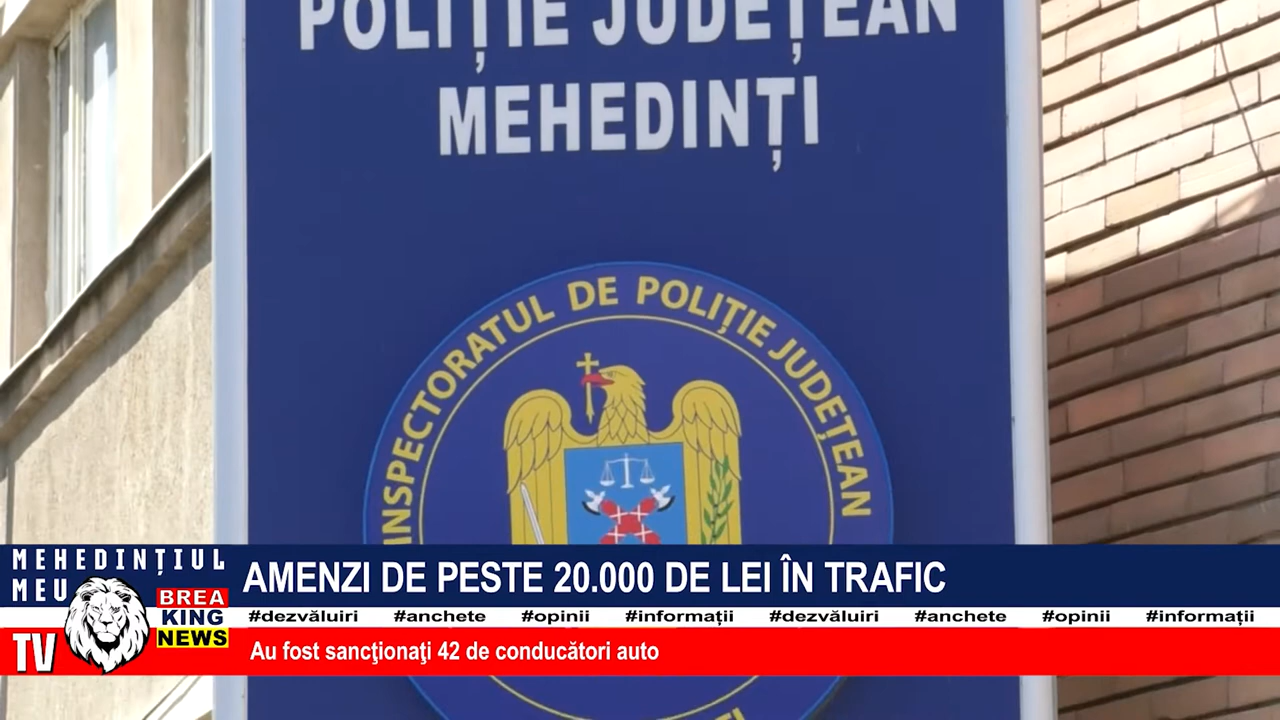 POLIȚIE JUDEȚEAN
MEHEDINȚI
INSPECTORATUL DE POLIȚIE JUDEȚEAN
MEHEDINȚIUL
MEU
TV
BREA
KING
NEWS
AMENZI DE PESTE 20.000 DE LEI ÎN TRAFIC
#dezvăluiri #anchete #opinii #informații #dezvăluiri #anchete #opinii #informații
Au fost sancţionaţi 42 de conducători auto